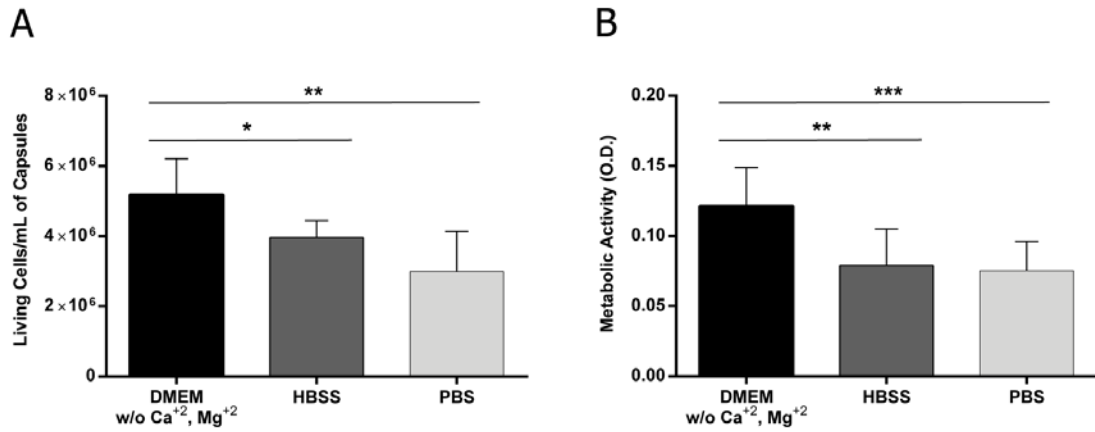 A
Living Cells/mL of Capsules
8×10⁶
6×10⁶
4×10⁶
2×10⁶
0
**
*
DMEM
w/o Ca⁺², Mg⁺²
HBSS
PBS
B
Metabolic Activity (O.D.)
0.20
0.15
0.10
0.05
0.00
***
**
DMEM
w/o Ca⁺², Mg⁺²
HBSS
PBS